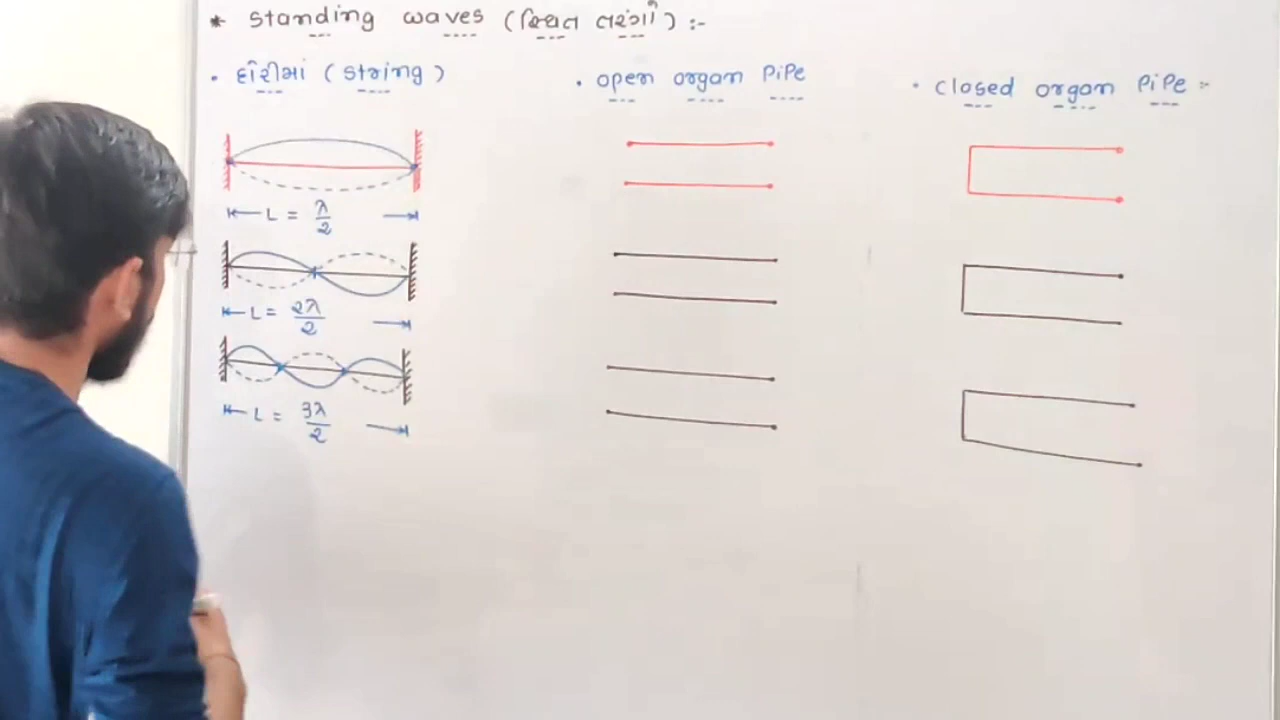 * Standing waves (સ્થિત તરંગો) :-
• દોરીમાં (string)
• open organ PiPe
• closed organ PiPe :-
L = λ/2
L = 2λ/2
L = 3λ/2